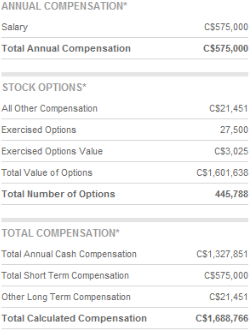 ANNUAL COMPENSATION*
Salary C$575,000
Total Annual Compensation C$575,000
STOCK OPTIONS*
All Other Compensation C$21,451
Exercised Options 27,500
Exercised Options Value C$3,025
Total Value of Options C$1,601,638
Total Number of Options 445,788
TOTAL COMPENSATION*
Total Annual Cash Compensation C$1,327,851
Total Short Term Compensation C$575,000
Other Long Term Compensation C$21,451
Total Calculated Compensation C$1,688,766